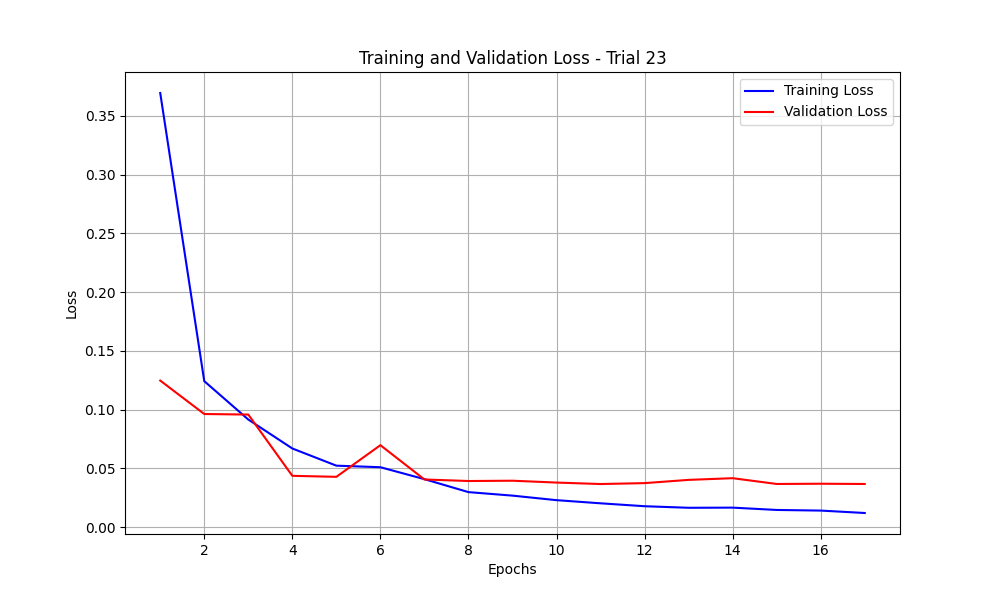 Training and Validation Loss - Trial 23
Training Loss
Validation Loss
0.35
0.30
0.25
0.20
0.15
0.10
0.05
0.00
Loss
2 4 6 8 10 12 14 16
Epochs